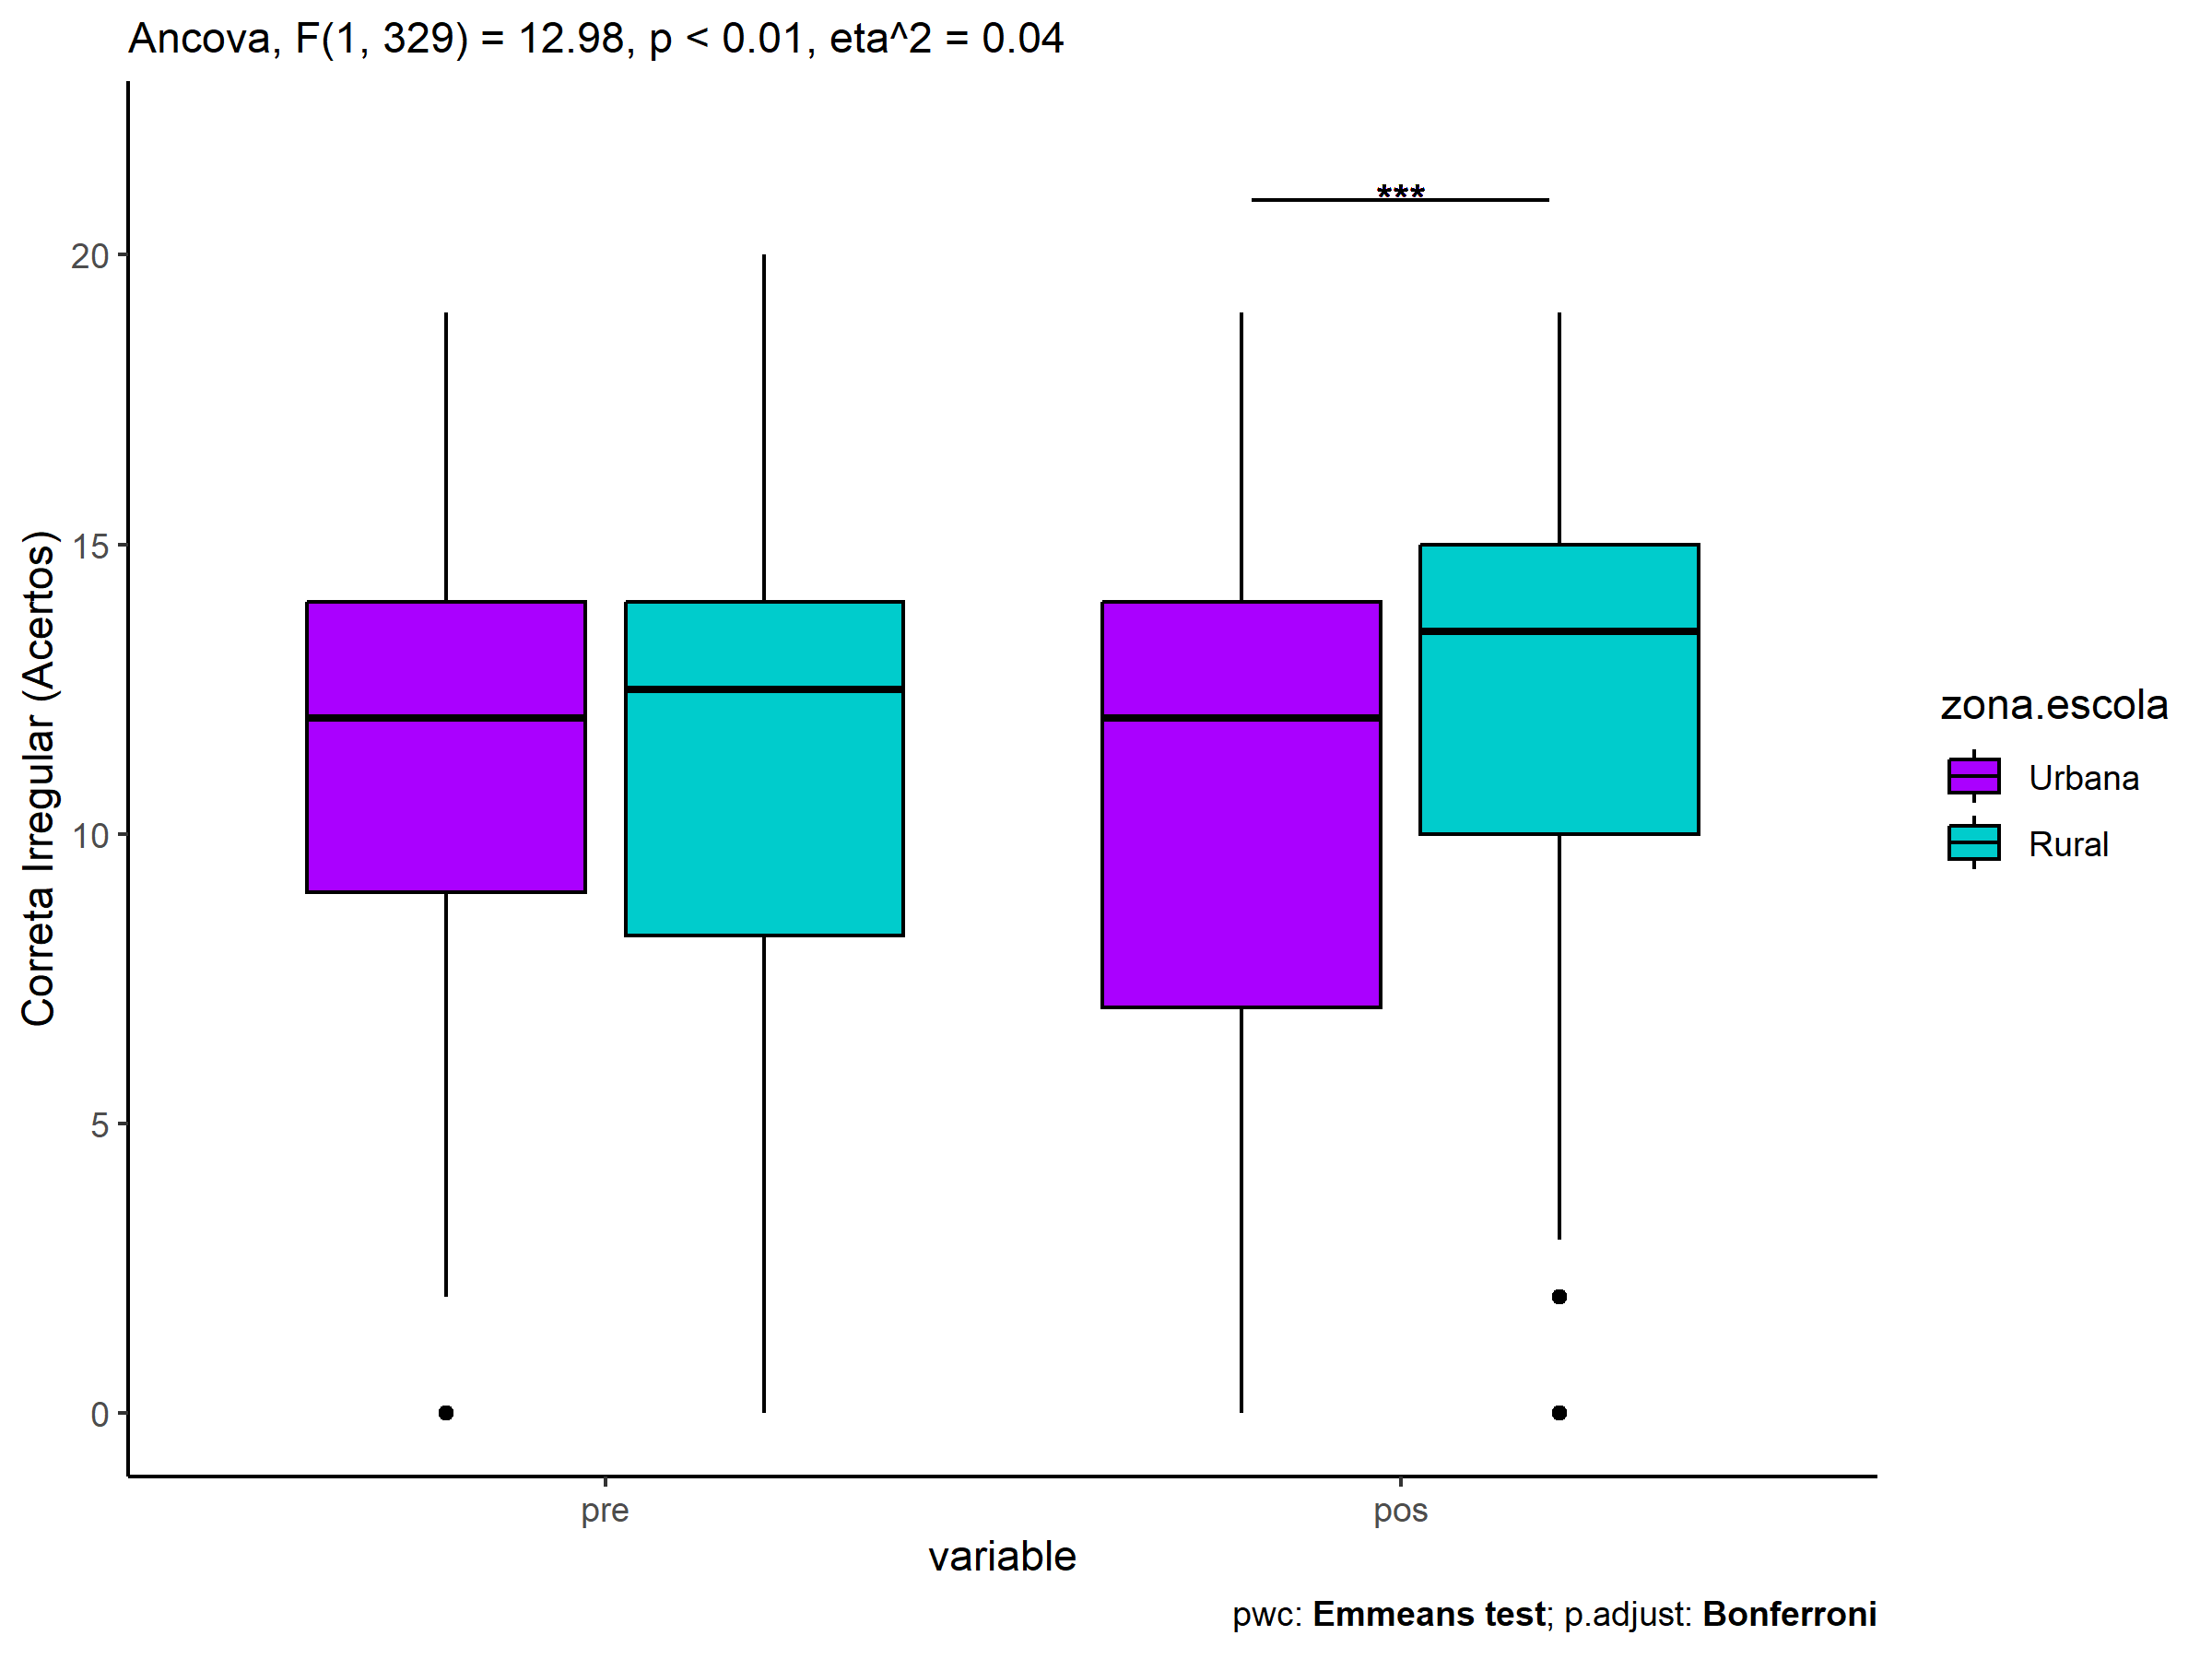 Ancova, F(1, 329) = 12.98, p < 0.01, eta^2 = 0.04
***
20
15
10
5
0
Correta Irregular (Acertos)
pre
pos
variable
zona.escola
Urbana
Rural
pwc: Emmeans test; p.adjust: Bonferroni